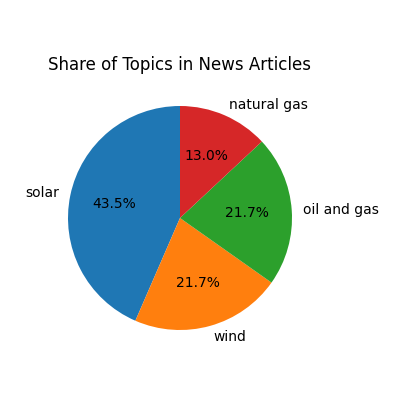 Share of Topics in News Articles
natural gas
13.0%
solar
43.5%
21.7%
oil and gas
21.7%
wind